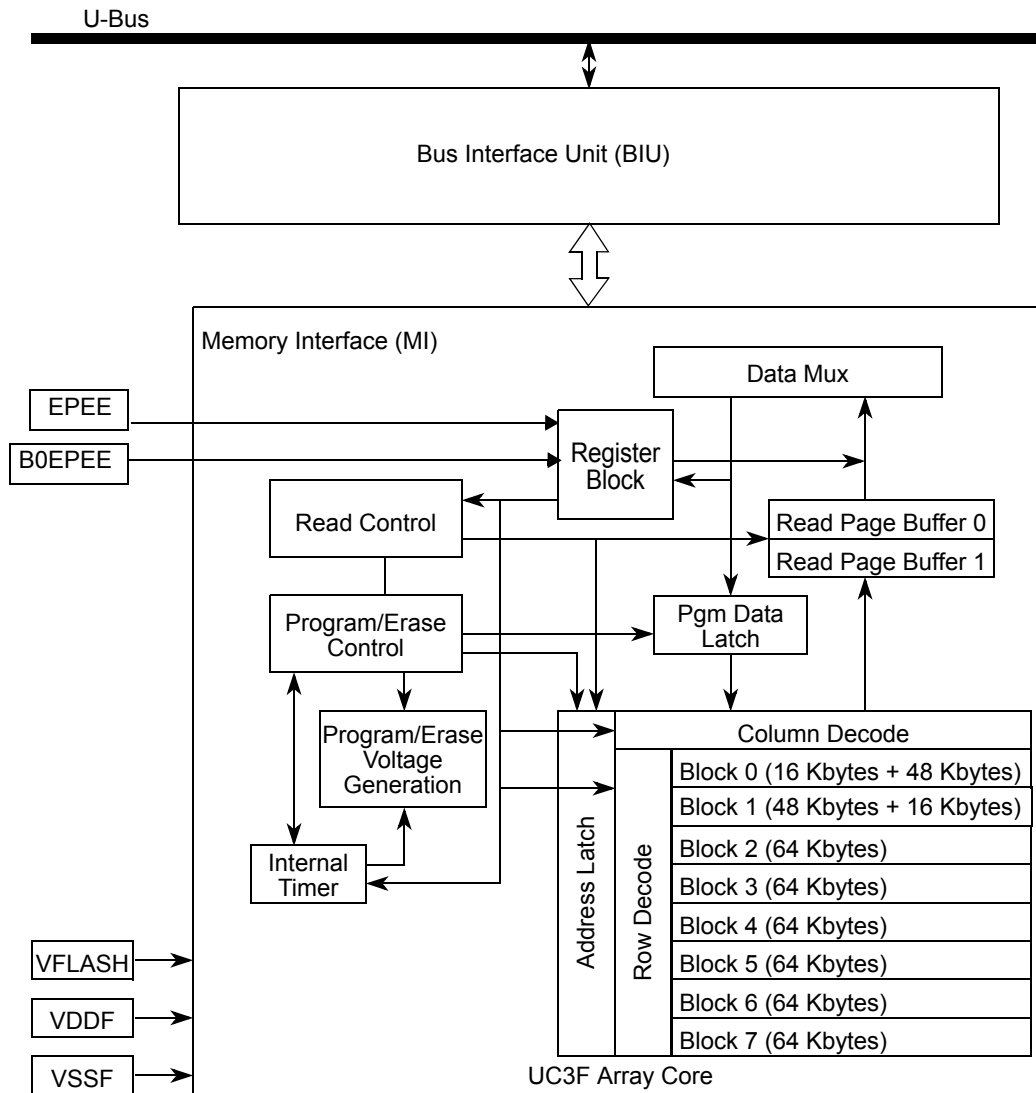 U-Bus
Bus Interface Unit (BIU)
Memory Interface (MI)
Data Mux
EPEE
B0EPEE
Register
Block
Read Control
Read Page Buffer 0
Read Page Buffer 1
Program/Erase
Control
Pgm Data
Latch
Program/Erase
Voltage
Generation
Internal
Timer
Address Latch
Row Decode
Column Decode
Block 0 (16 Kbytes + 48 Kbytes)
Block 1 (48 Kbytes + 16 Kbytes)
Block 2 (64 Kbytes)
Block 3 (64 Kbytes)
Block 4 (64 Kbytes)
Block 5 (64 Kbytes)
Block 6 (64 Kbytes)
Block 7 (64 Kbytes)
VFLASH
VDDF
VSSF
UC3F Array Core